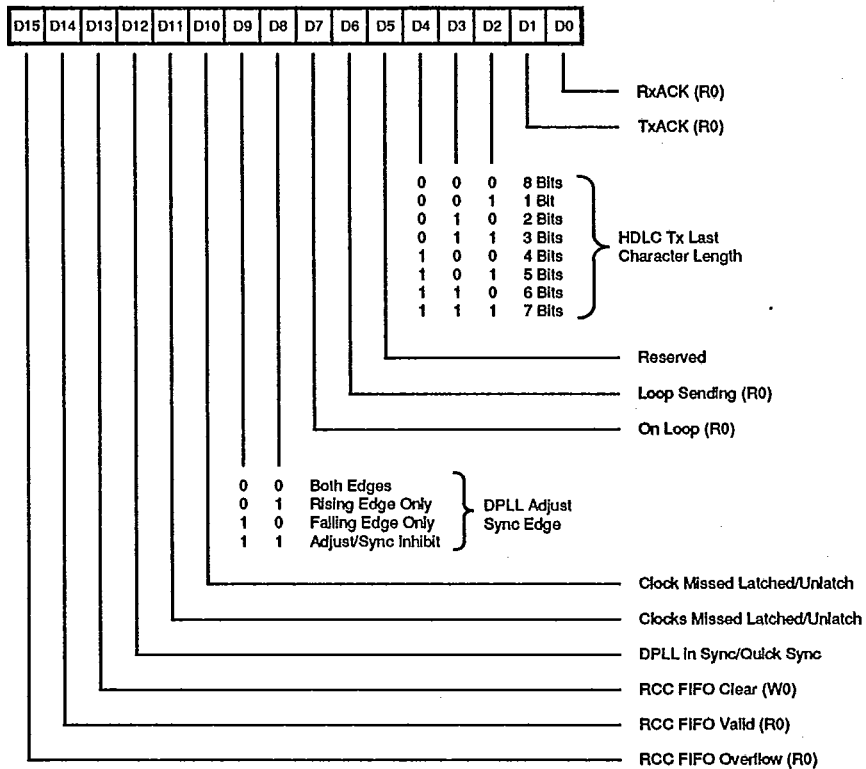 D15 D14 D13 D12 D11 D10 D9 D8 D7 D6 D5 D4 D3 D2 D1 D0
RxACK (R0)
TxACK (R0)
0 0 0 8 Bits
0 0 1 1 Bit
0 1 0 2 Bits
0 1 1 3 Bits
1 0 0 4 Bits
1 0 1 5 Bits
1 1 0 6 Bits
1 1 1 7 Bits
HDLC Tx Last
Character Length
Reserved
Loop Sending (R0)
On Loop (R0)
0 0 Both Edges
0 1 Rising Edge Only
1 0 Falling Edge Only
1 1 Adjust/Sync Inhibit
DPLL Adjust
Sync Edge
Clock Missed Latched/Unlatch
Clocks Missed Latched/Unlatch
DPLL in Sync/Quick Sync
RCC FIFO Clear (W0)
RCC FIFO Valid (R0)
RCC FIFO Overflow (R0)